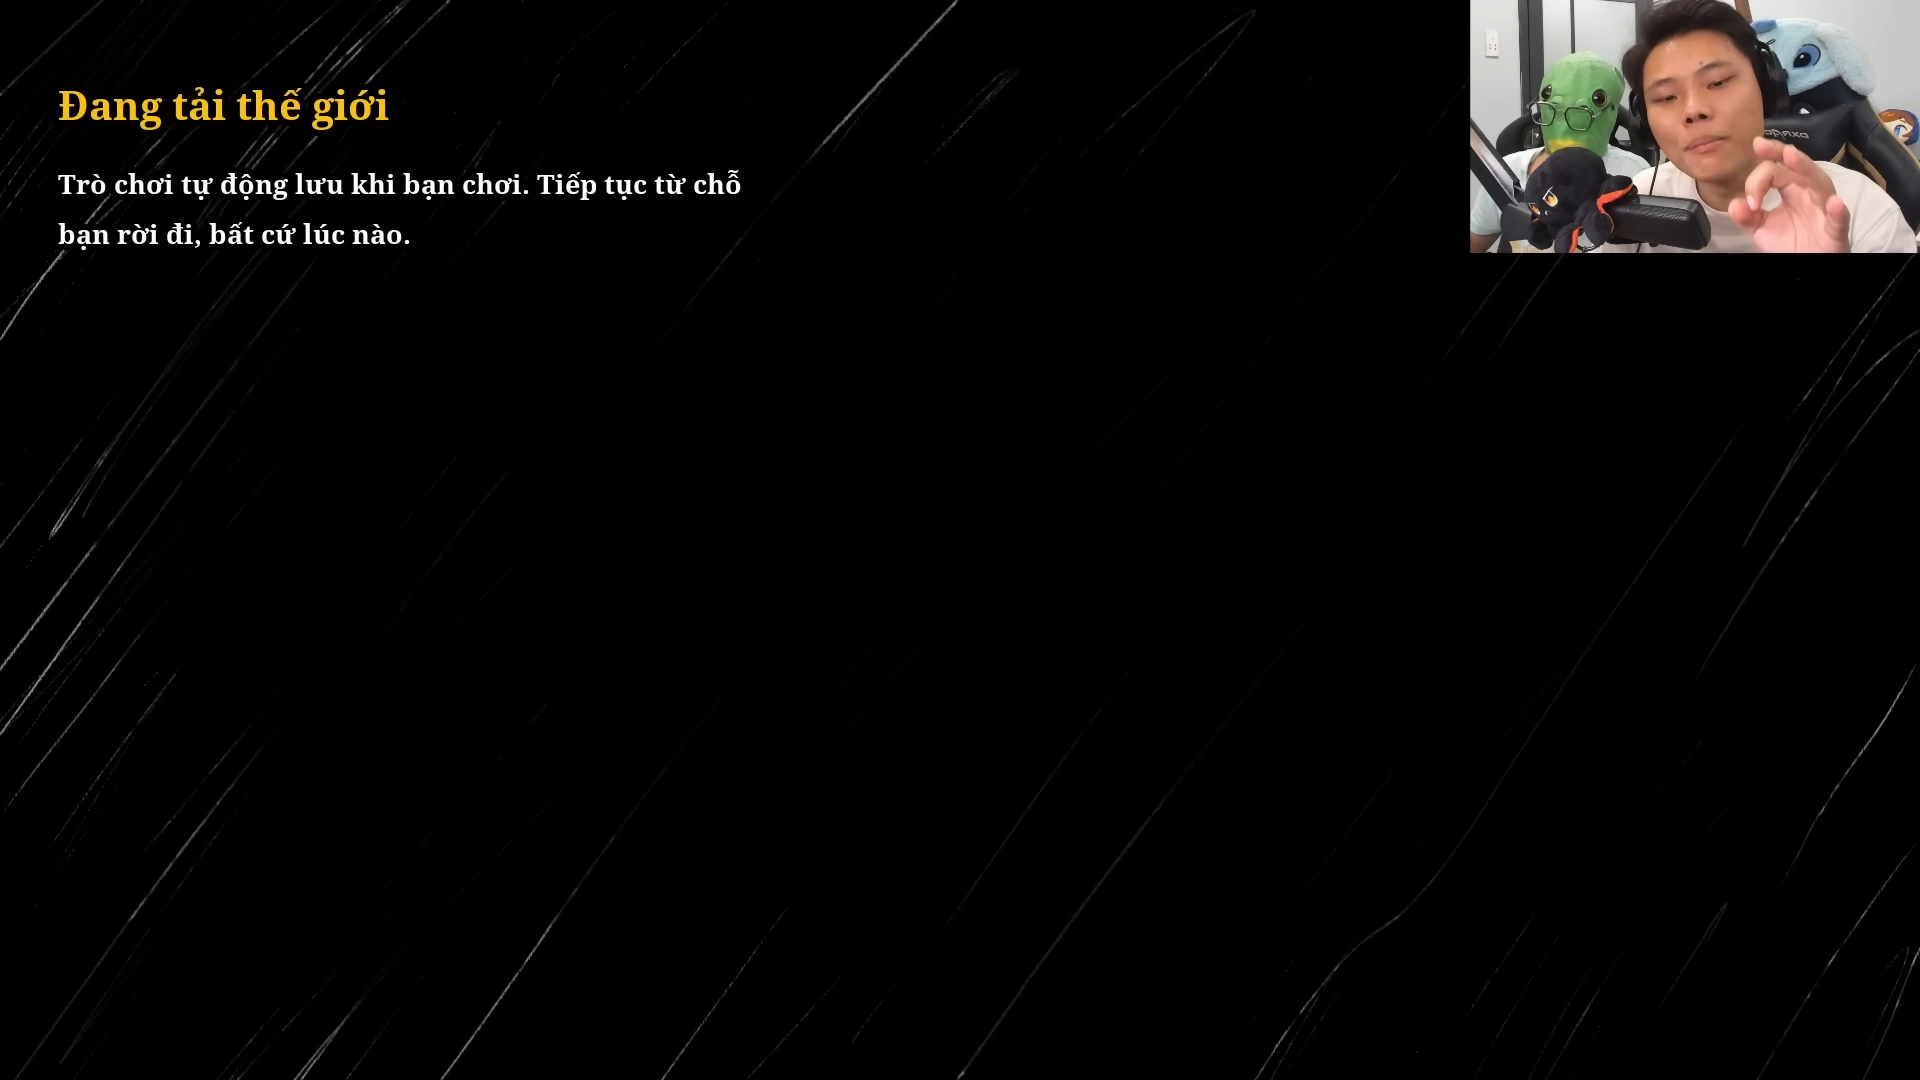 Đang tải thế giới
Trò chơi tự động lưu khi bạn chơi. Tiếp tục từ chỗ
bạn rời đi, bất cứ lúc nào.